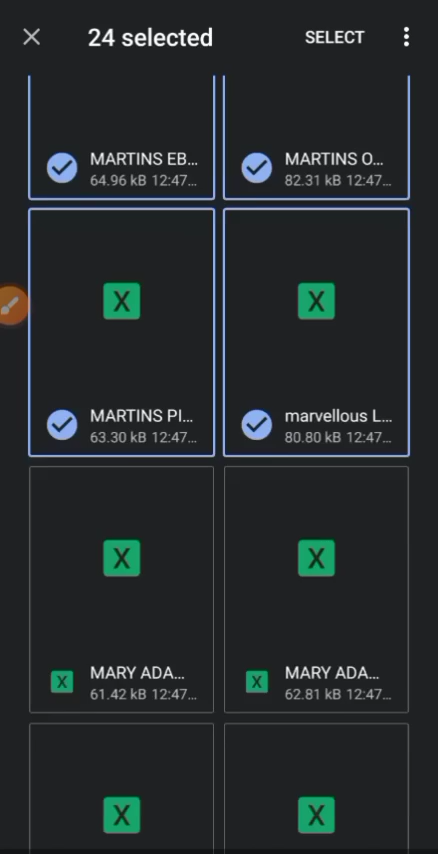 24 selected
SELECT
MARTINS EB...
64.96 kB 12:47...
MARTINS O...
82.31 kB 12:47...
X
X
MARTINS PI...
63.30 kB 12:47...
marvellous L...
80.80 kB 12:47...
X
X
X
MARY ADA...
61.42 kB 12:47...
X
MARY ADA...
62.81 kB 12:47...
X
X